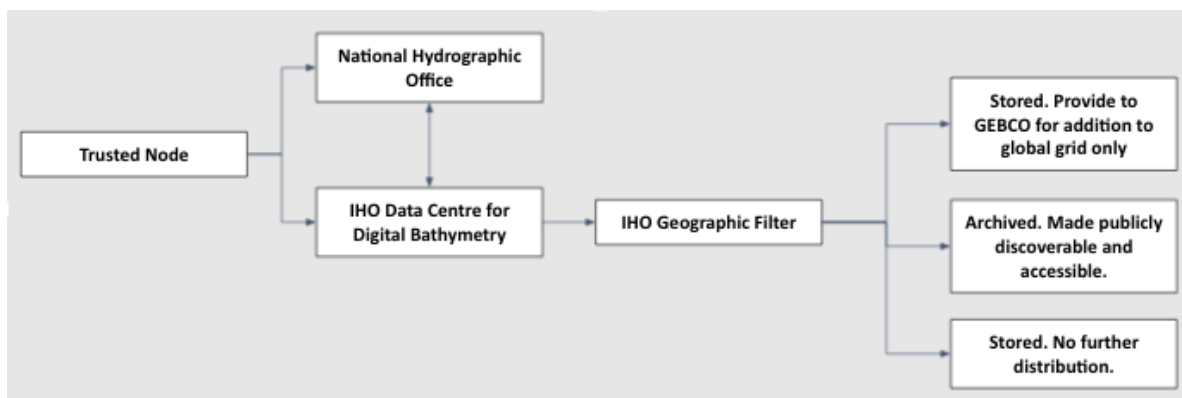 National Hydrographic
Office
Trusted Node
IHO Data Centre for
Digital Bathymetry
IHO Geographic Filter
Stored. Provide to
GEBCO for addition to
global grid only
Archived. Made publicly
discoverable and
accessible.
Stored. No further
distribution.